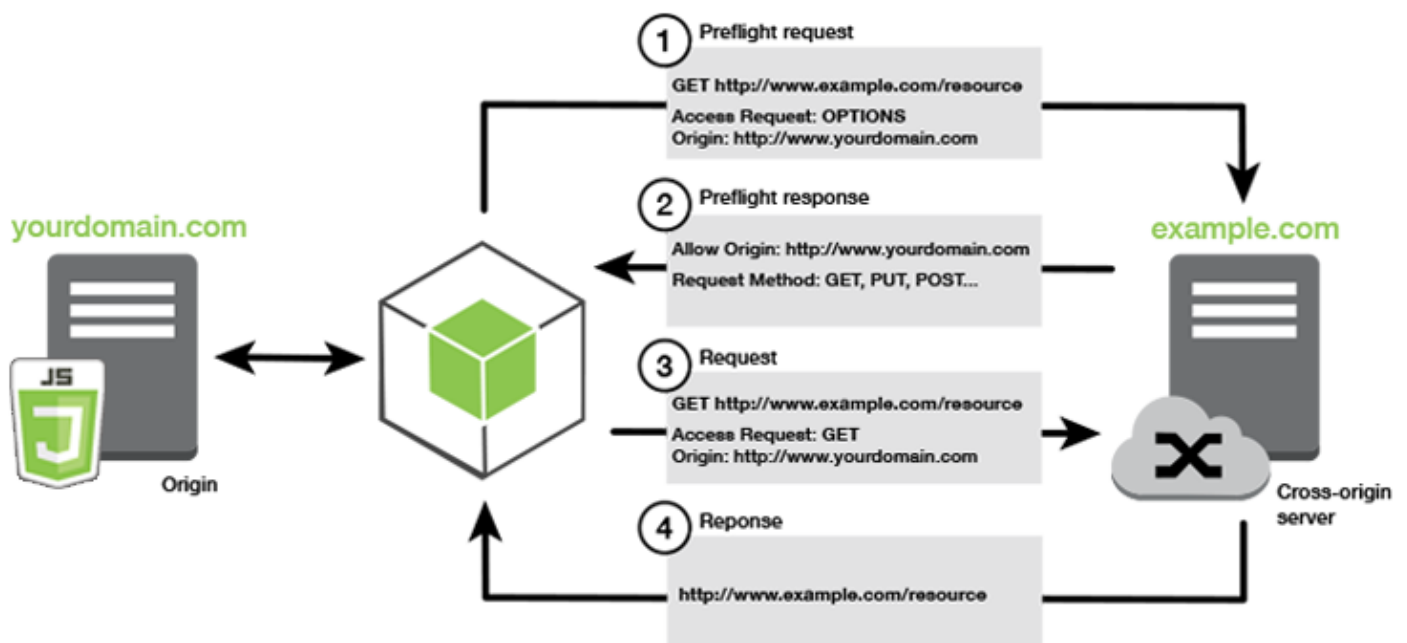 1
Preflight request
GET http://www.example.com/resource
Access Request: OPTIONS
Origin: http://www.yourdomain.com
2
Preflight response
Allow Origin: http://www.yourdomain.com
Request Method: GET, PUT, POST...
yourdomain.com
JS
Origin
example.com
3
Request
GET http://www.example.com/resource
Access Request: GET
Origin: http://www.yourdomain.com
Cross-origin
server
4
Reponse
http://www.example.com/resource